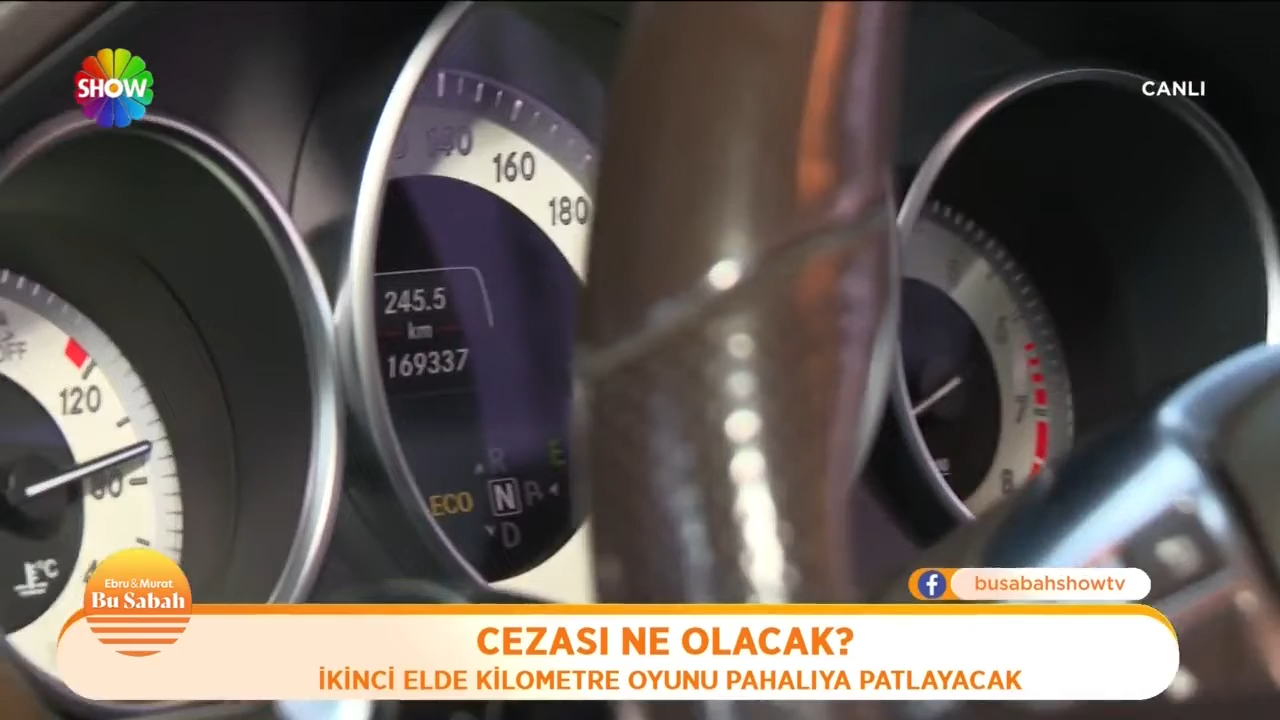 SHOW
CANLI
140
160
180
245.5
km
169337
120
80
7
8
R
E
ECO
N
D
°C
Ebru & Murat
Bu Sabah
busabahshowtv
CEZASI NE OLACAK?
İKİNCİ ELDE KİLOMETRE OYUNU PAHALIYA PATLAYACAK